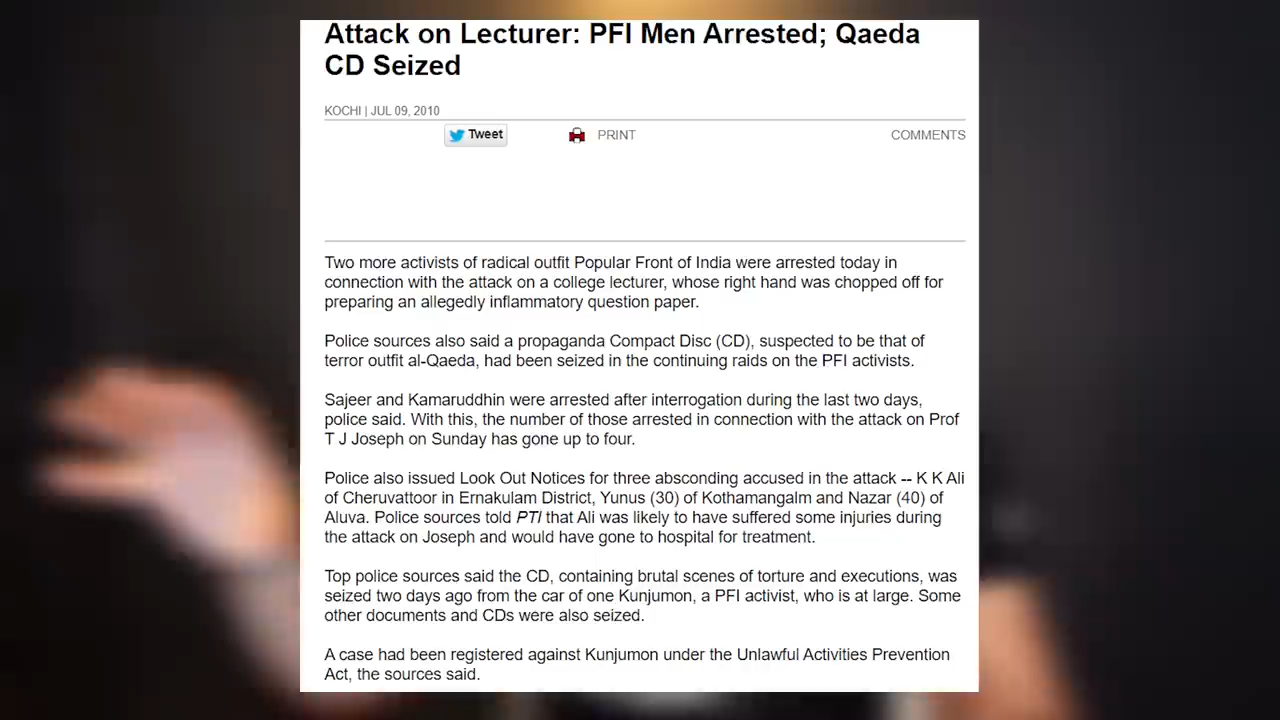 Attack on Lecturer: PFI Men Arrested; Qaeda
CD Seized
KOCHI | JUL 09, 2010
Tweet PRINT COMMENTS
Two more activists of radical outfit Popular Front of India were arrested today in
connection with the attack on a college lecturer, whose right hand was chopped off for
preparing an allegedly inflammatory question paper.
Police sources also said a propaganda Compact Disc (CD), suspected to be that of
terror outfit al-Qaeda, had been seized in the continuing raids on the PFI activists.
Sajeer and Kamaruddhin were arrested after interrogation during the last two days,
police said. With this, the number of those arrested in connection with the attack on Prof
T J Joseph on Sunday has gone up to four.
Police also issued Look Out Notices for three absconding accused in the attack -- K K Ali
of Cheruvattoor in Ernakulam District, Yunus (30) of Kothamangalm and Nazar (40) of
Aluva. Police sources told PTI that Ali was likely to have suffered some injuries during
the attack on Joseph and would have gone to hospital for treatment.
Top police sources said the CD, containing brutal scenes of torture and executions, was
seized two days ago from the car of one Kunjumon, a PFI activist, who is at large. Some
other documents and CDs were also seized.
A case had been registered against Kunjumon under the Unlawful Activities Prevention
Act, the sources said.